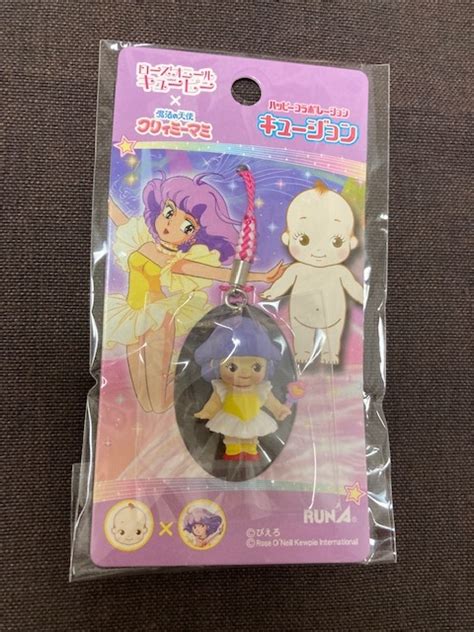 ローズオニール
キューピー
×
魔法の天使
クリィミーマミ
ハッピーコラボレーション
キュージョン
×
RUNA®
©ぴえろ
©Rose O'Neill Kewpie International